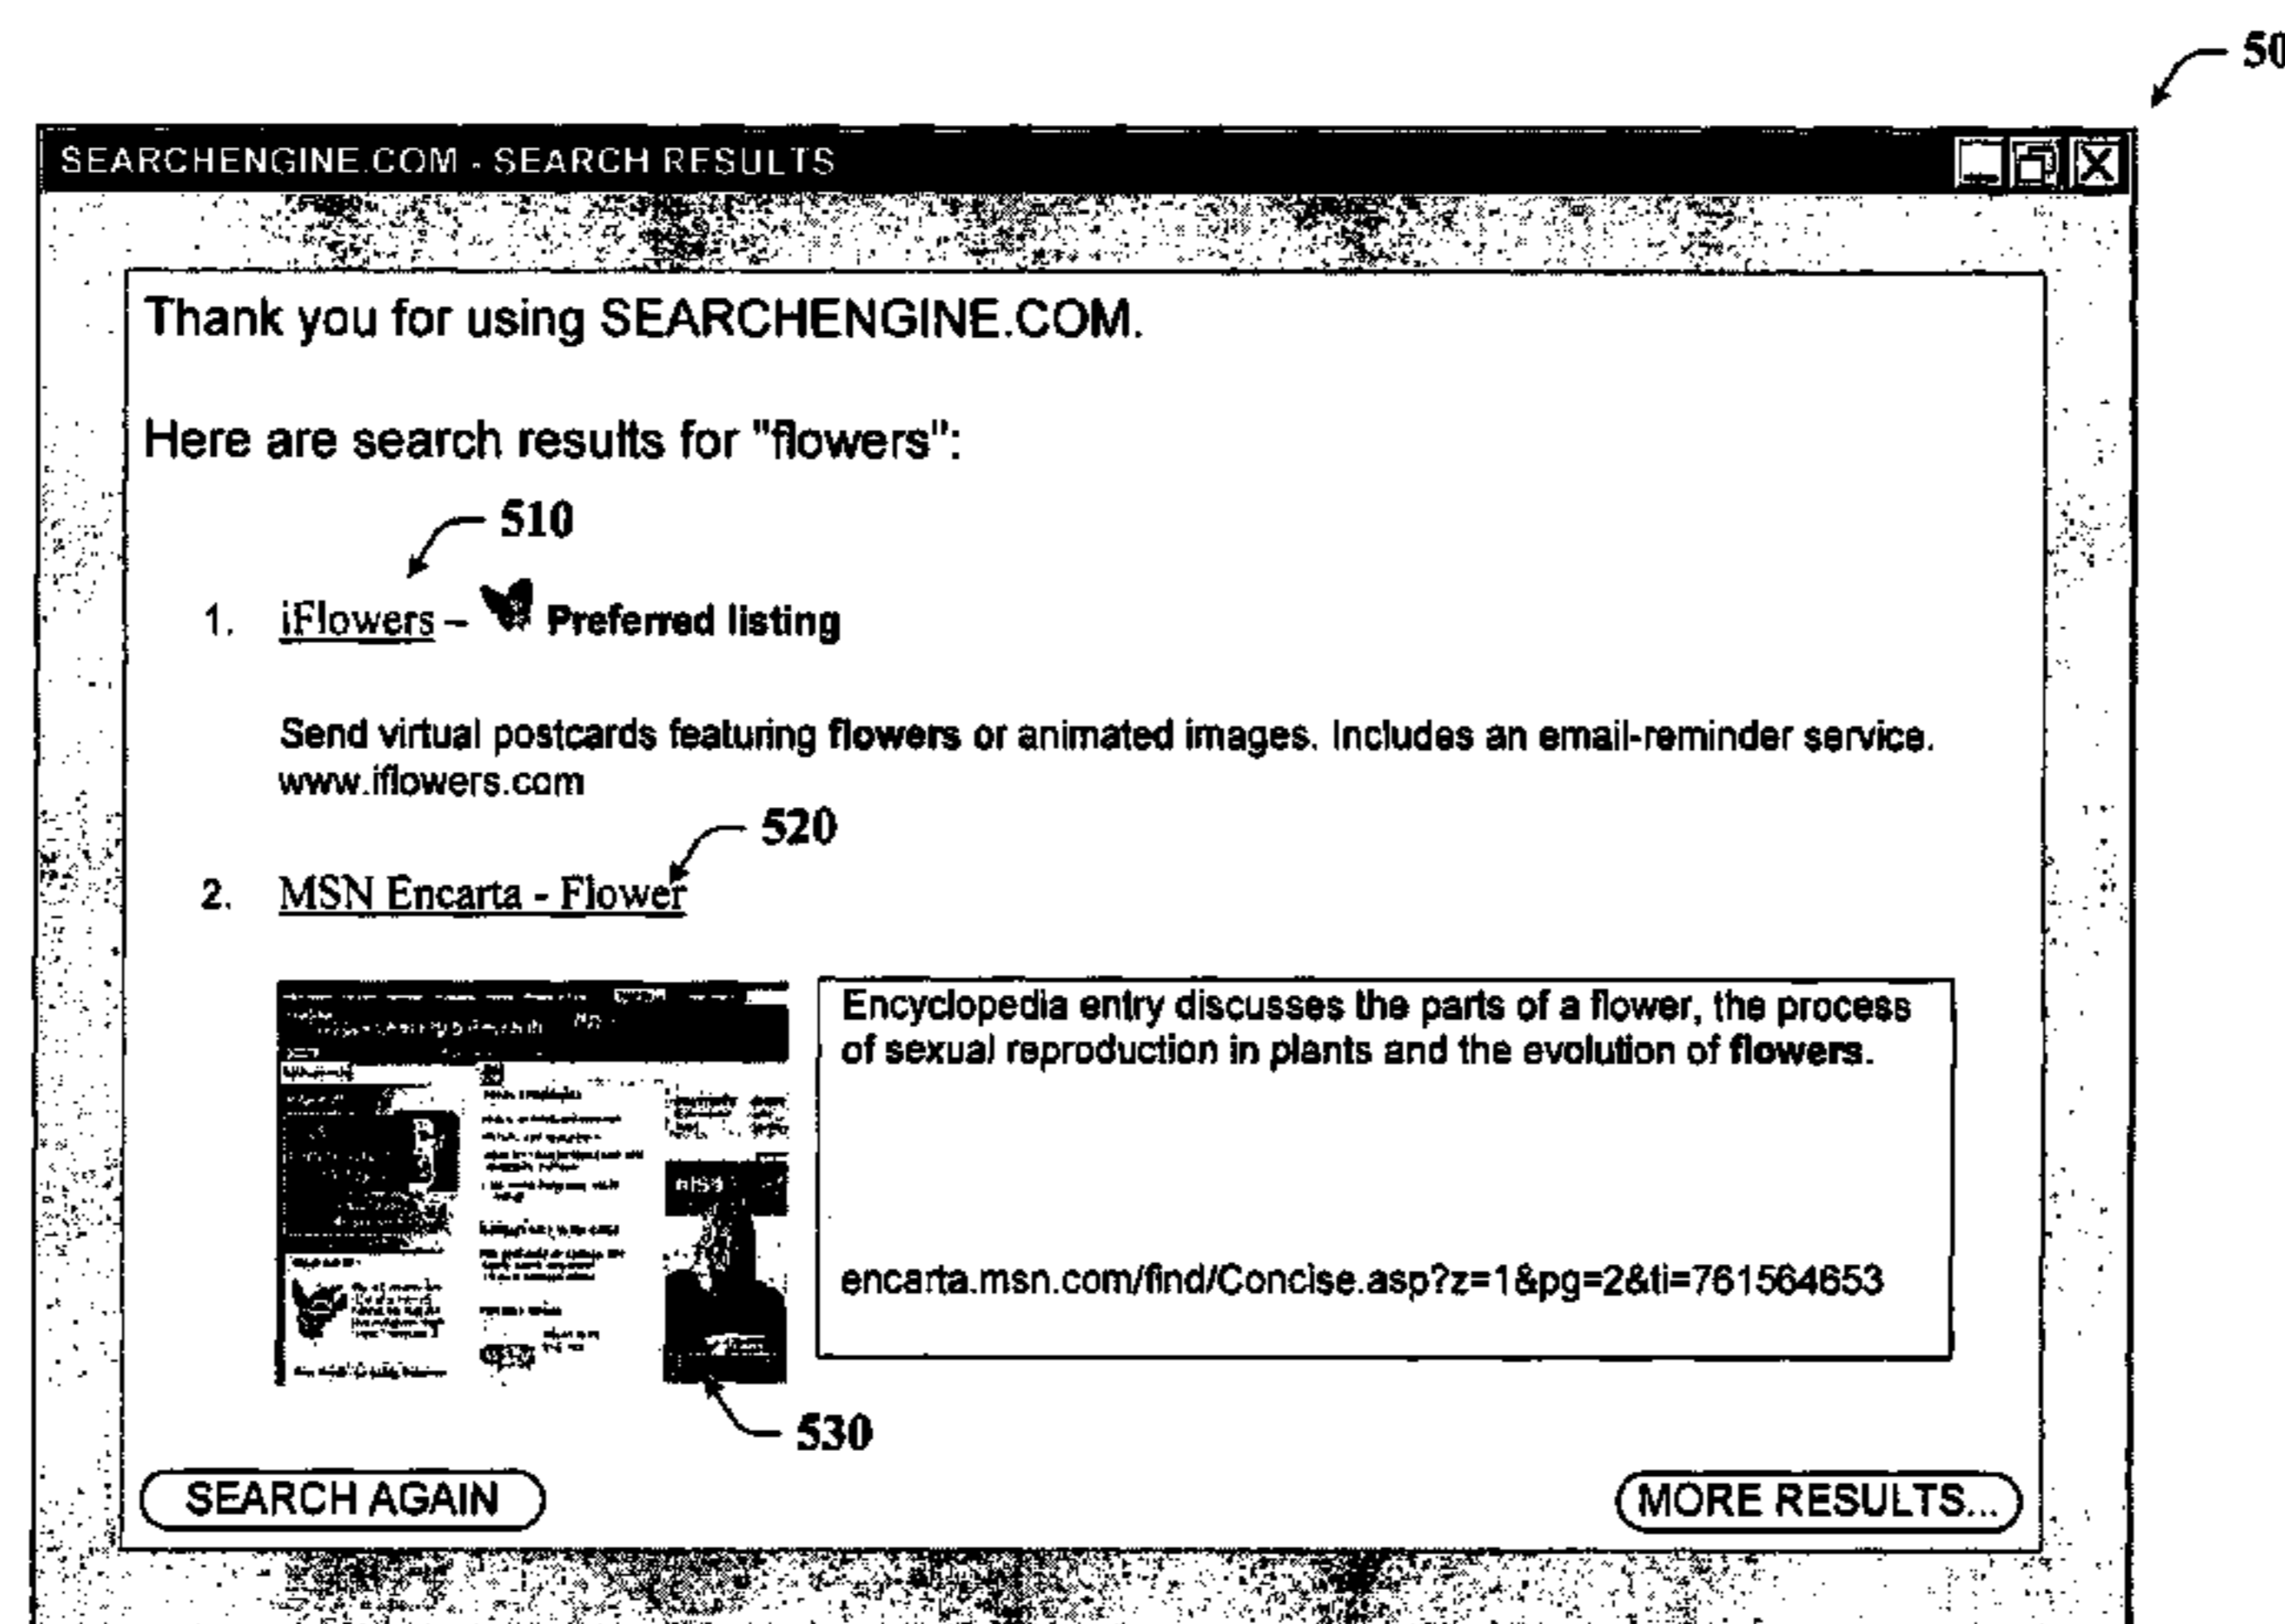 50
SEARCHENGINE.COM - SEARCH RESULTS
Thank you for using SEARCHENGINE.COM.
Here are search results for "flowers":
510
1. iFlowers – Preferred listing
Send virtual postcards featuring flowers or animated images. Includes an email-reminder service.
www.iflowers.com
520
2. MSN Encarta - Flower
Encyclopedia entry discusses the parts of a flower, the process
of sexual reproduction in plants and the evolution of flowers.
encarta.msn.com/find/Concise.asp?z=1&pg=2&ti=761564653
530
SEARCH AGAIN
MORE RESULTS...